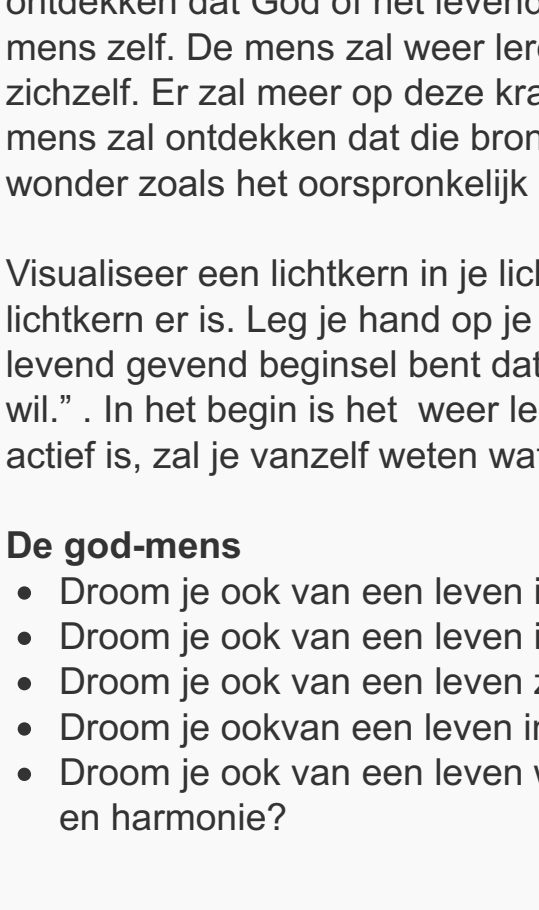 ontdekken dat God of het levend
mens zelf. De mens zal weer ler
zichzelf. Er zal meer op deze kra
mens zal ontdekken dat die bron
wonder zoals het oorspronkelijk
Visualiseer een lichtkern in je lic
lichtkern er is. Leg je hand op je
levend gevend beginsel bent dat
wil.” . In het begin is het  weer le
actief is, zal je vanzelf weten wa
De god-mens
• Droom je ook van een leven i
• Droom je ook van een leven i
• Droom je ook van een leven z
• Droom je ookvan een leven i
• Droom je ook van een leven
en harmonie?